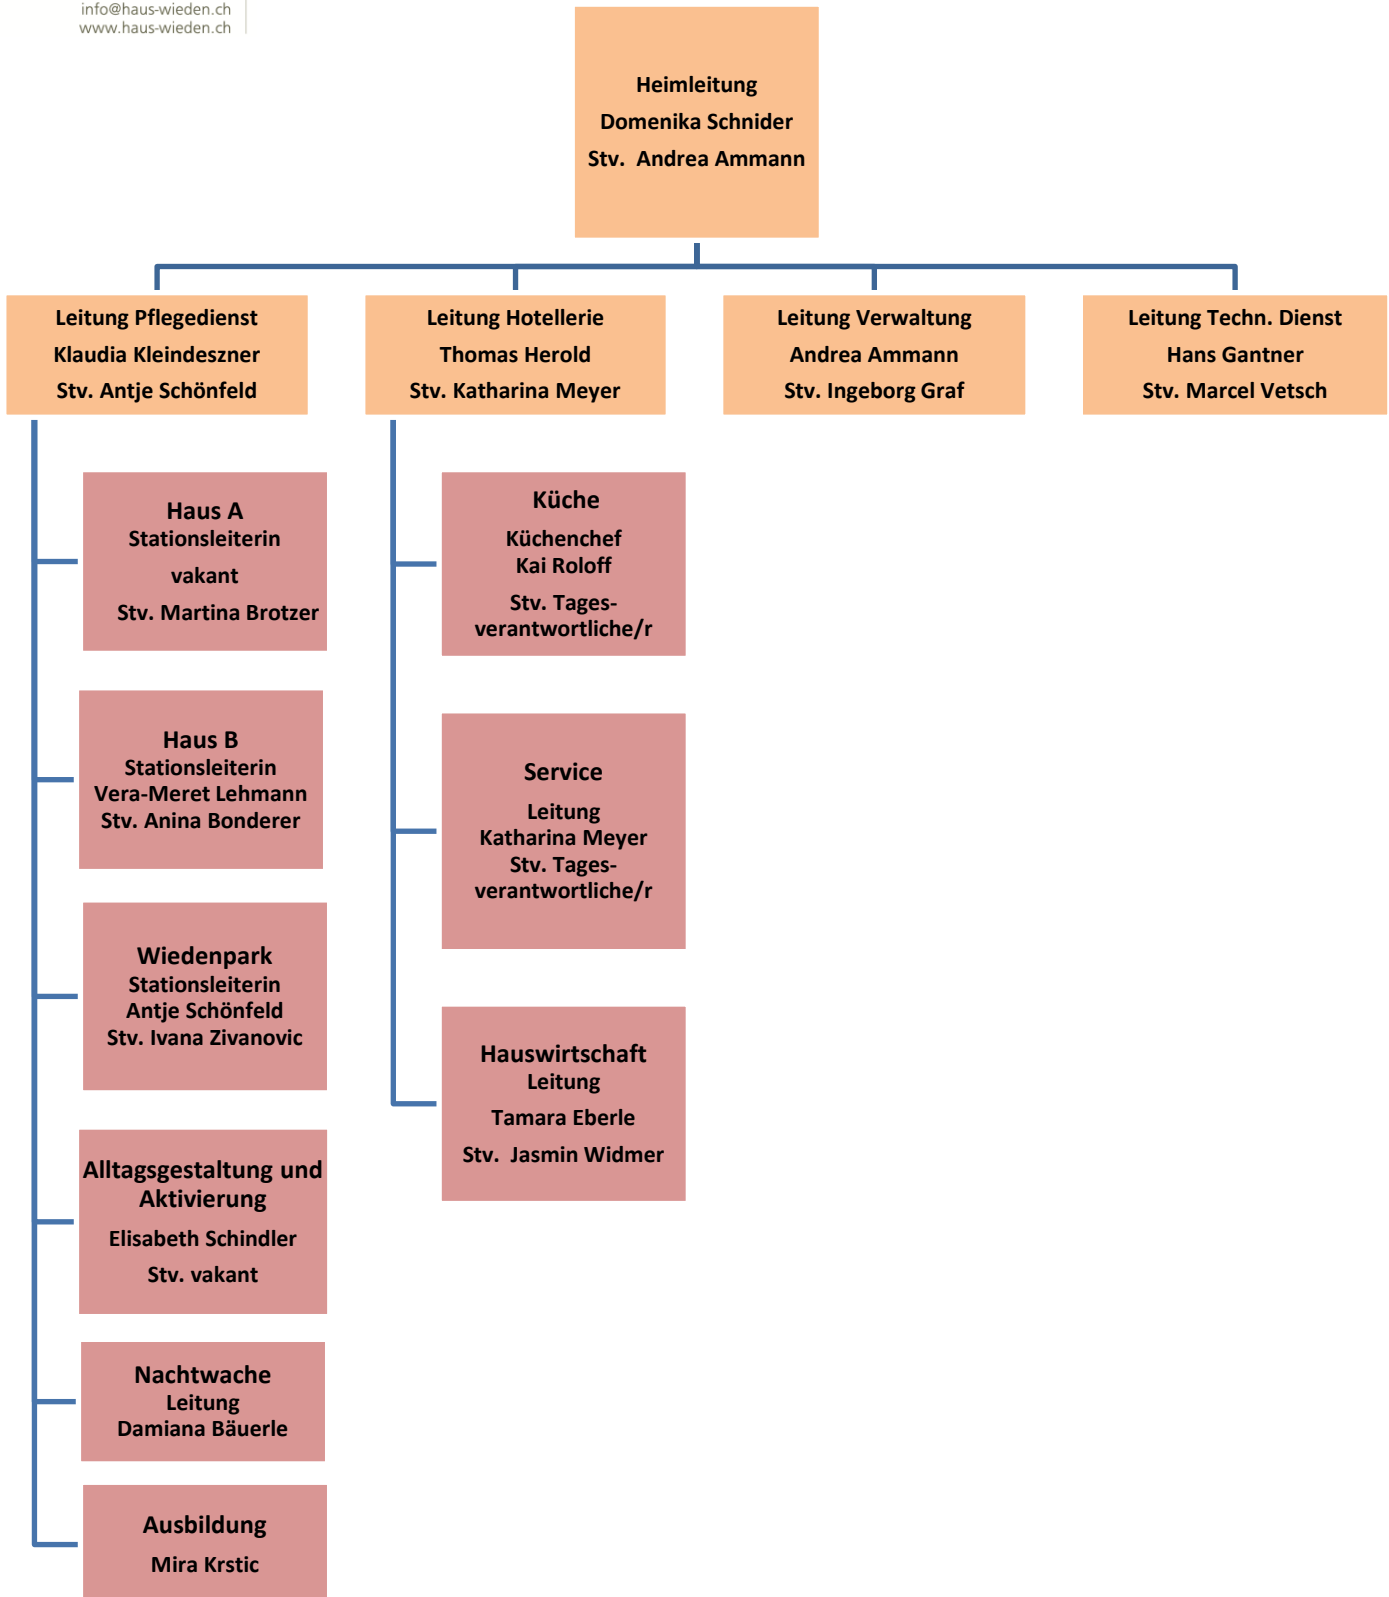 info@haus-wieden.ch
www.haus-wieden.ch
Heimleitung
Domenika Schnider
Stv. Andrea Ammann
Leitung Pflegedienst
Klaudia Kleindeszner
Stv. Antje Schönfeld
Leitung Hotellerie
Thomas Herold
Stv. Katharina Meyer
Leitung Verwaltung
Andrea Ammann
Stv. Ingeborg Graf
Leitung Techn. Dienst
Hans Gantner
Stv. Marcel Vetsch
Haus A
Stationsleiterin
vakant
Stv. Martina Brotzer
Haus B
Stationsleiterin
Vera-Meret Lehmann
Stv. Anina Bonderer
Wiedenpark
Stationsleiterin
Antje Schönfeld
Stv. Ivana Zivanovic
Alltagsgestaltung und
Aktivierung
Elisabeth Schindler
Stv. vakant
Nachtwache
Leitung
Damiana Bäuerle
Ausbildung
Mira Krstic
Küche
Küchenchef
Kai Roloff
Stv. Tages-
verantwortliche/r
Service
Leitung
Katharina Meyer
Stv. Tages-
verantwortliche/r
Hauswirtschaft
Leitung
Tamara Eberle
Stv. Jasmin Widmer